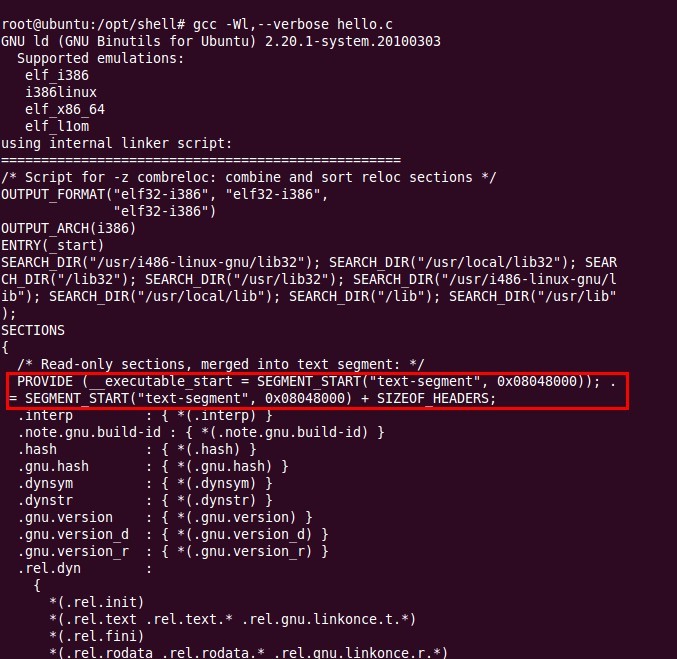 root@ubuntu:/opt/shell# gcc -Wl,--verbose hello.c
GNU ld (GNU Binutils for Ubuntu) 2.20.1-system.20100303
  Supported emulations:
   elf_i386
   i386linux
   elf_x86_64
   elf_l1om
using internal linker script:
==================================================
/* Script for -z combreloc: combine and sort reloc sections */
OUTPUT_FORMAT("elf32-i386", "elf32-i386",
              "elf32-i386")
OUTPUT_ARCH(i386)
ENTRY(_start)
SEARCH_DIR("/usr/i486-linux-gnu/lib32"); SEARCH_DIR("/usr/local/lib32"); SEAR
CH_DIR("/lib32"); SEARCH_DIR("/usr/lib32"); SEARCH_DIR("/usr/i486-linux-gnu/l
ib"); SEARCH_DIR("/usr/local/lib"); SEARCH_DIR("/lib"); SEARCH_DIR("/usr/lib"
);
SECTIONS
{
  /* Read-only sections, merged into text segment: */
  PROVIDE (__executable_start = SEGMENT_START("text-segment", 0x08048000)); .
 = SEGMENT_START("text-segment", 0x08048000) + SIZEOF_HEADERS;
  .interp         : { *(.interp) }
  .note.gnu.build-id : { *(.note.gnu.build-id) }
  .hash           : { *(.hash) }
  .gnu.hash       : { *(.gnu.hash) }
  .dynsym         : { *(.dynsym) }
  .dynstr         : { *(.dynstr) }
  .gnu.version    : { *(.gnu.version) }
  .gnu.version_d  : { *(.gnu.version_d) }
  .gnu.version_r  : { *(.gnu.version_r) }
  .rel.dyn        :
    {
      *(.rel.init)
      *(.rel.text .rel.text.* .rel.gnu.linkonce.t.*)
      *(.rel.fini)
      *(.rel.rodata .rel.rodata.* .rel.gnu.linkonce.r.*)